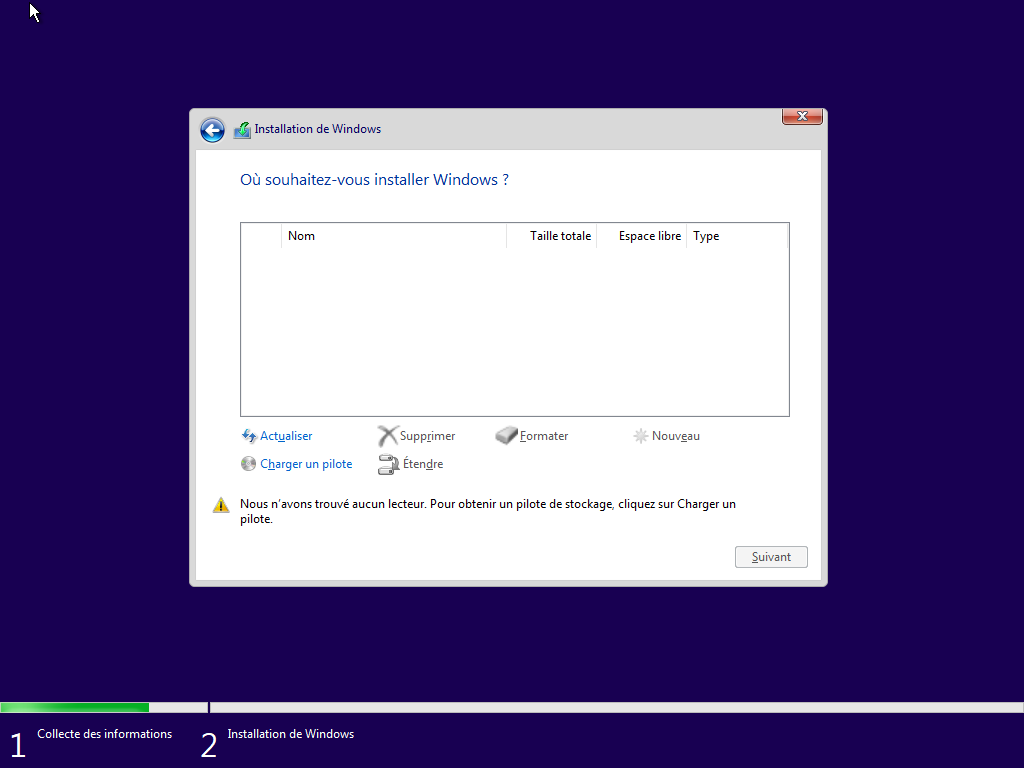 Installation de Windows
Où souhaitez-vous installer Windows ?
Nom Taille totale Espace libre Type
Actualiser Supprimer Formater Nouveau
Charger un pilote Étendre
Nous n'avons trouvé aucun lecteur. Pour obtenir un pilote de stockage, cliquez sur Charger un
pilote.
Suivant
1 Collecte des informations 2 Installation de Windows